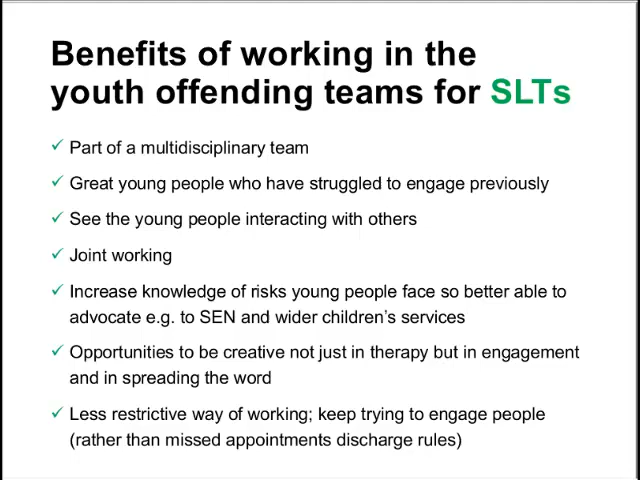 Benefits of working in the
youth offending teams for SLTs
✓ Part of a multidisciplinary team
✓ Great young people who have struggled to engage previously
✓ See the young people interacting with others
✓ Joint working
✓ Increase knowledge of risks young people face so better able to
advocate e.g. to SEN and wider children’s services
✓ Opportunities to be creative not just in therapy but in engagement
and in spreading the word
✓ Less restrictive way of working; keep trying to engage people
(rather than missed appointments discharge rules)